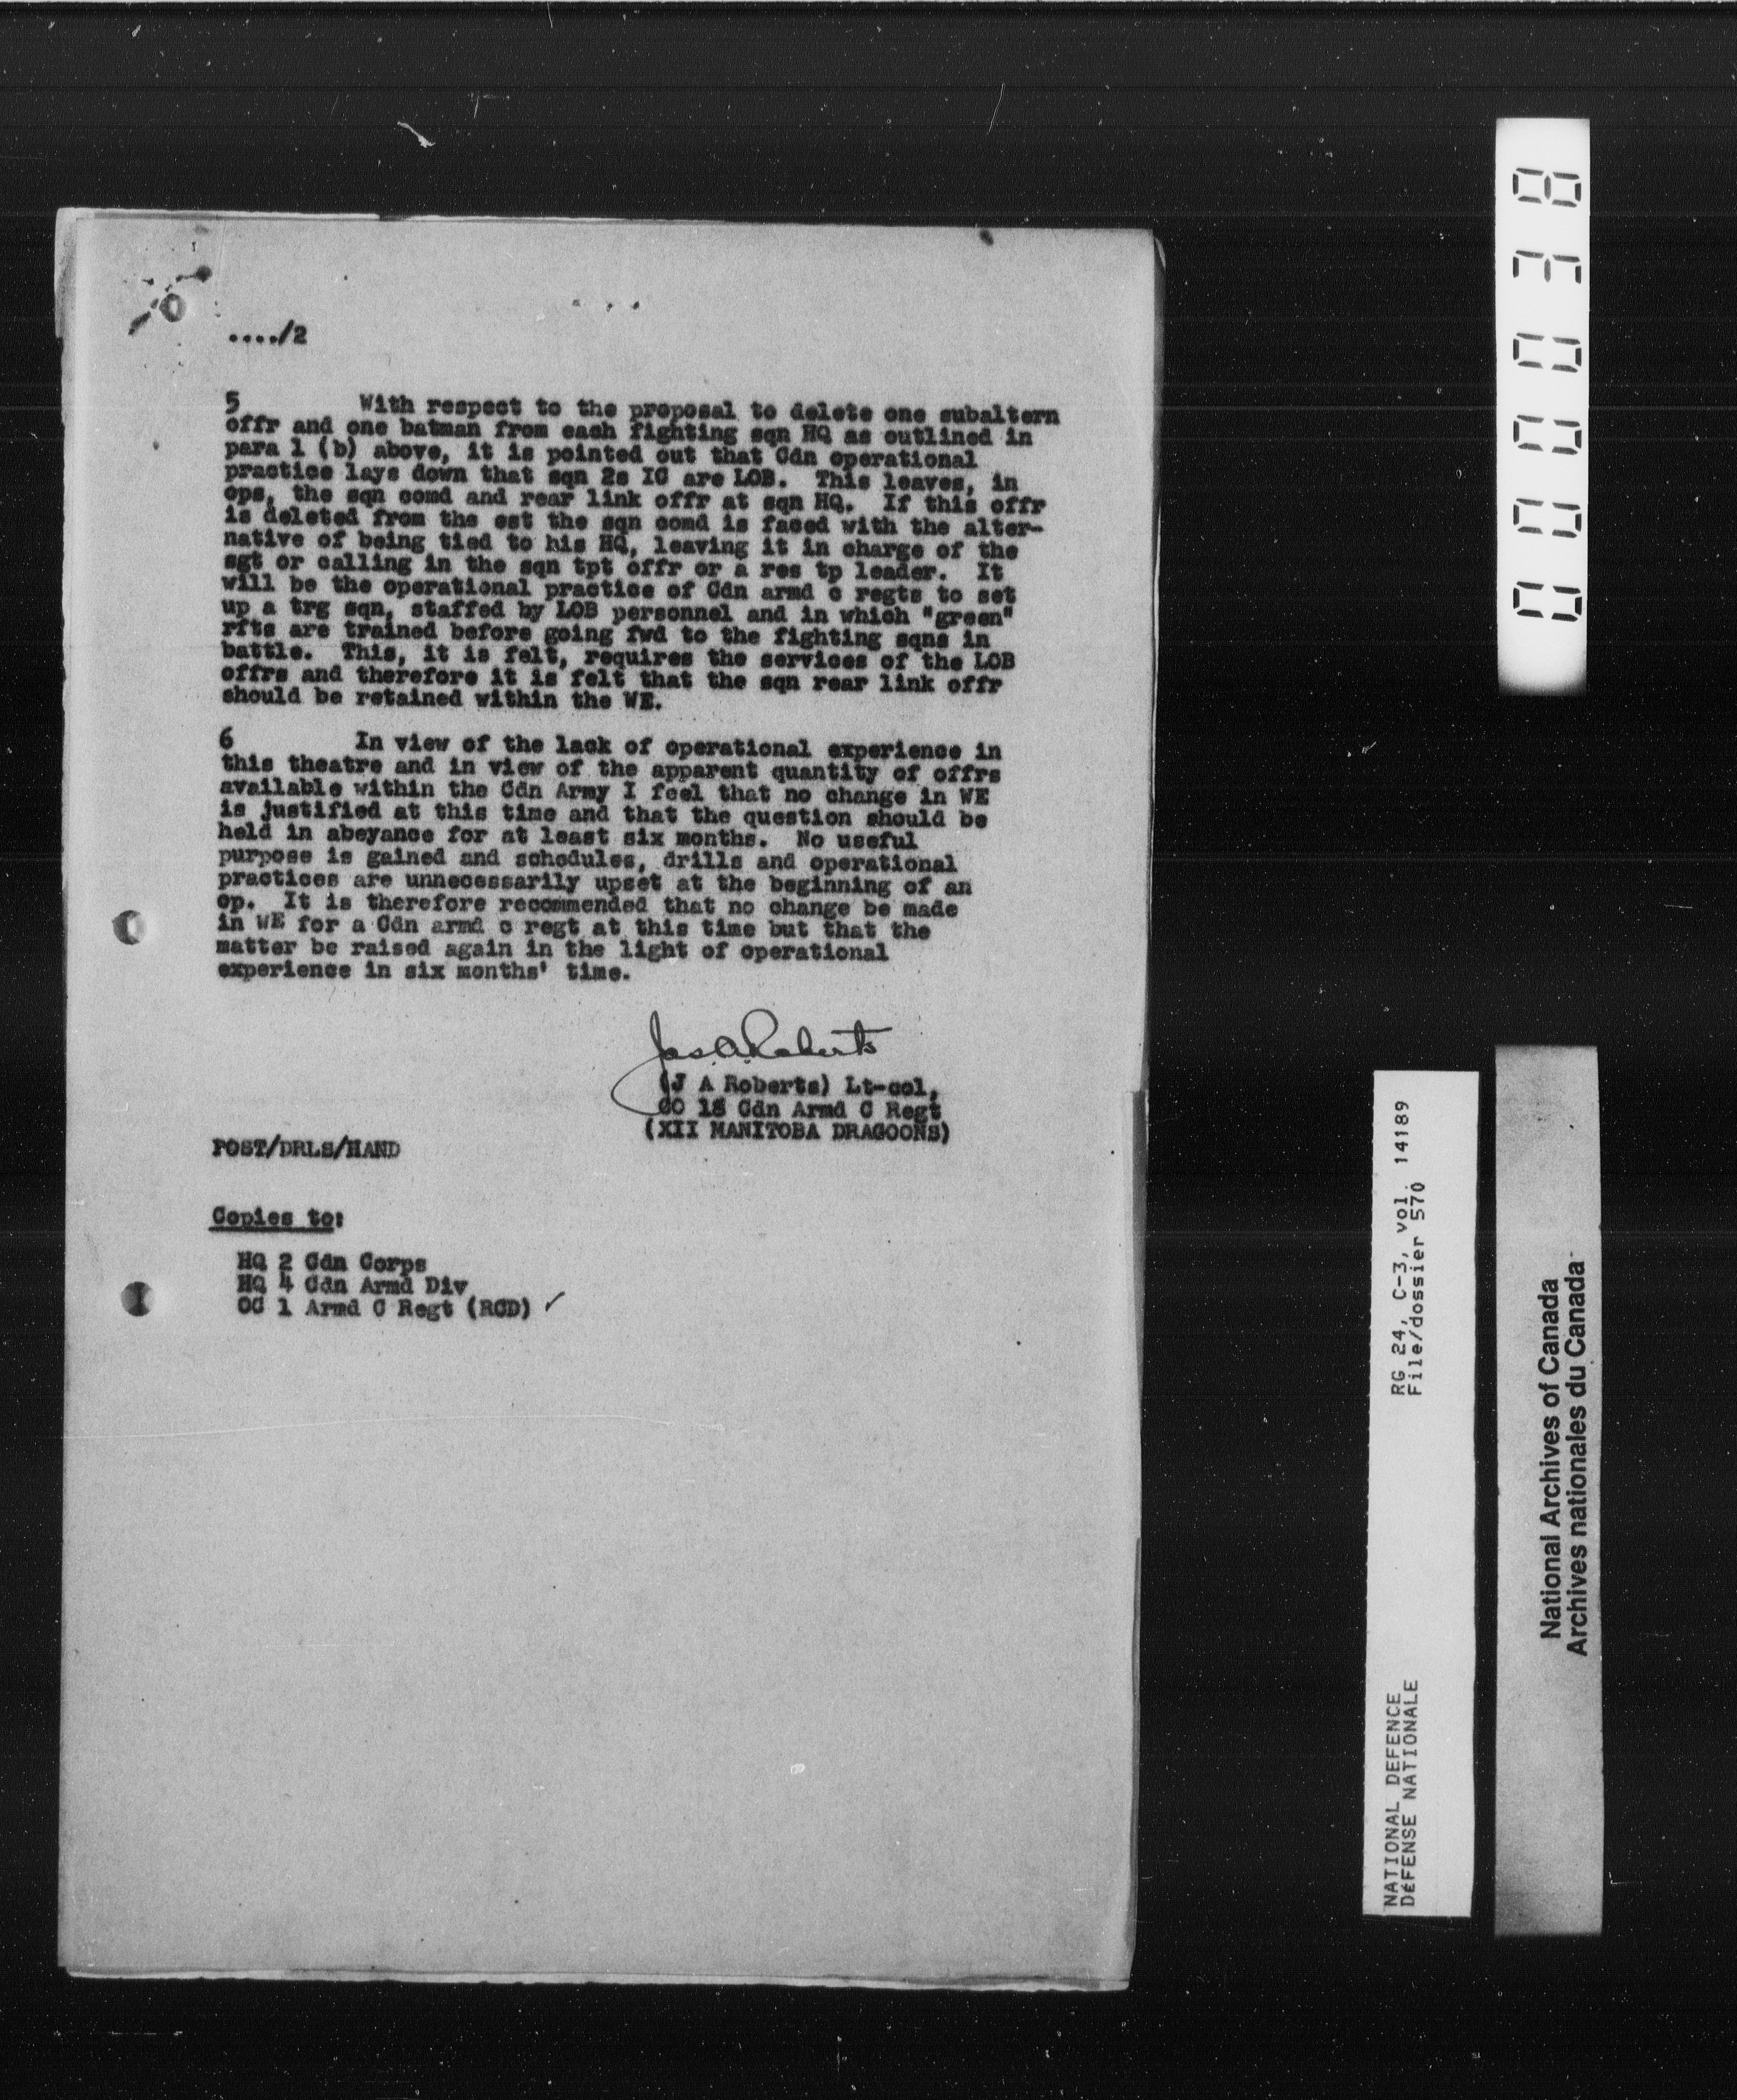 ..../2
5 With respect to the proposal to delete one subaltern
offr and one batman from each fighting sqn HQ as outlined in
para 1 (b) above, it is pointed out that Cdn operational
practice lays down that sqn 2s IC are LOB. This leaves, in
ops, the sqn comd and rear link offr at sqn HQ. If this offr
is deleted from the est the sqn comd is faced with the alter-
native of being tied to his HQ, leaving it in charge of the
sgt or calling in the sqn tpt offr or a res tp leader. It
will be the operational practice of Cdn armd c regts to set
up a trg sqn, staffed by LOB personnel and in which "green"
rfts are trained before going fwd to the fighting sqns in
battle. This, it is felt, requires the services of the LOB
offrs and therefore it is felt that the sqn rear link offr
should be retained within the WE.
6 In view of the lack of operational experience in
this theatre and in view of the apparent quantity of offrs
available within the Cdn Army I feel that no change in WE
is justified at this time and that the question should be
held in abeyance for at least six months. No useful
purpose is gained and schedules, drills and operational
practices are unnecessarily upset at the beginning of an
op. It is therefore recommended that no change be made
in WE for a Cdn armd c regt at this time but that the
matter be raised again in the light of operational
experience in six months' time.
Jas. A. Roberts
(J A Roberts) Lt-col,
CO 18 Cdn Armd C Regt
(XII MANITOBA DRAGOONS)
POST/DRLS/HAND
Copies to:
HQ 2 Cdn Corps
HQ 4 Cdn Armd Div
OC 1 Armd C Regt (RCD) ✓
000038
RG 24, C-3, vol. 14189
File/dossier 570
NATIONAL DEFENCE
DÉFENSE NATIONALE
National Archives of Canada
Archives nationales du Canada